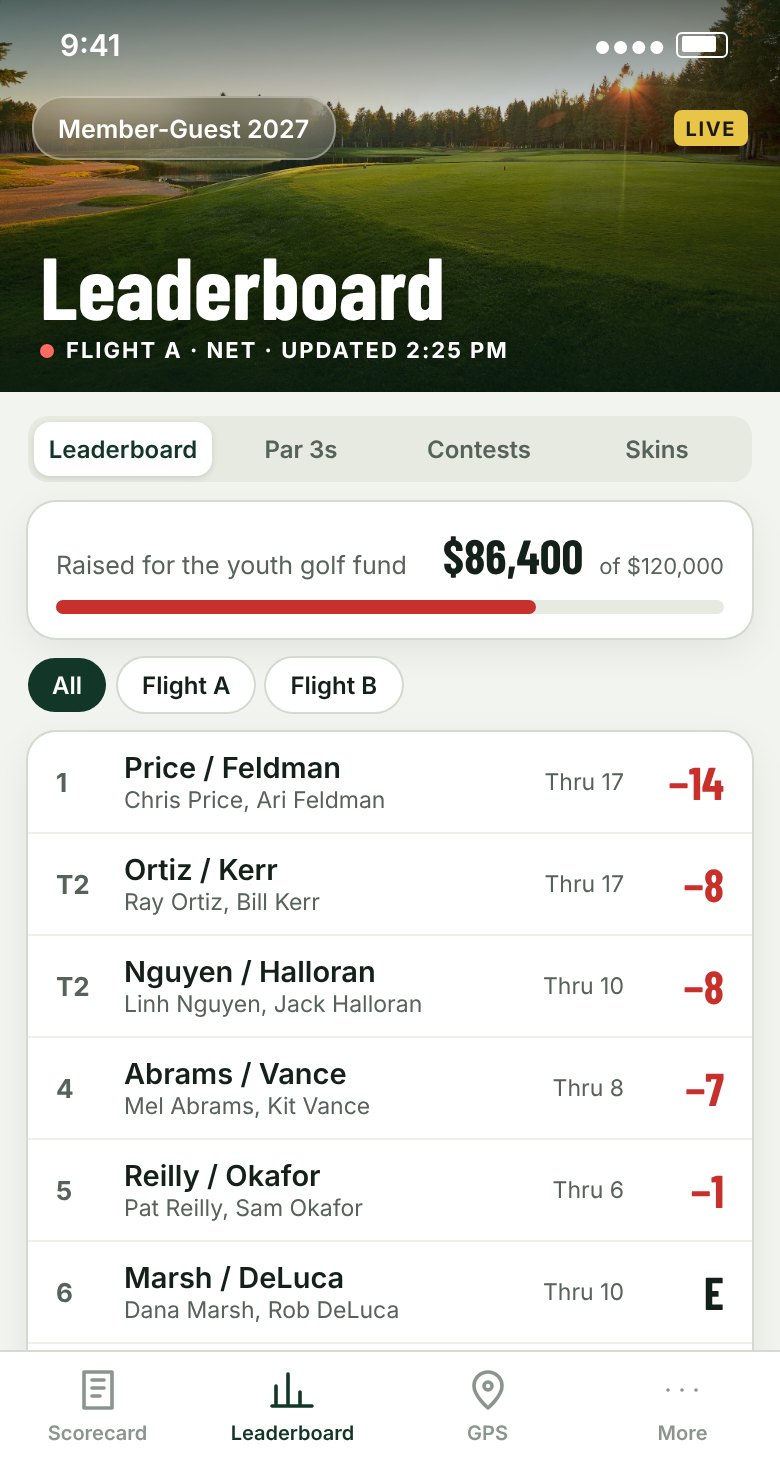 9:41
Member-Guest 2027
LIVE
Leaderboard
FLIGHT A · NET · UPDATED 2:25 PM
Leaderboard Par 3s Contests Skins
Raised for the youth golf fund $86,400 of $120,000
All Flight A Flight B
1 Price / Feldman Thru 17 –14
Chris Price, Ari Feldman
T2 Ortiz / Kerr Thru 17 –8
Ray Ortiz, Bill Kerr
T2 Nguyen / Halloran Thru 10 –8
Linh Nguyen, Jack Halloran
4 Abrams / Vance Thru 8 –7
Mel Abrams, Kit Vance
5 Reilly / Okafor Thru 6 –1
Pat Reilly, Sam Okafor
6 Marsh / DeLuca Thru 10 E
Dana Marsh, Rob DeLuca
Scorecard Leaderboard GPS More